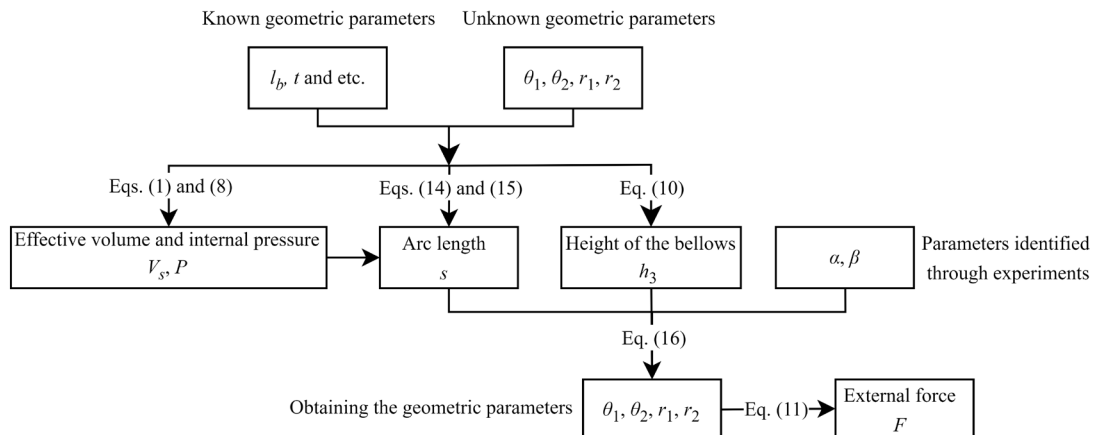 Known geometric parameters
Unknown geometric parameters
l_b, t and etc.
θ_1, θ_2, r_1, r_2
Eqs. (1) and (8)
Eqs. (14) and (15)
Eq. (10)
Effective volume and internal pressure
V_s, P
Arc length
s
Height of the bellows
h_3
α, β
Parameters identified
through experiments
Eq. (16)
Obtaining the geometric parameters
θ_1, θ_2, r_1, r_2
Eq. (11)
External force
F